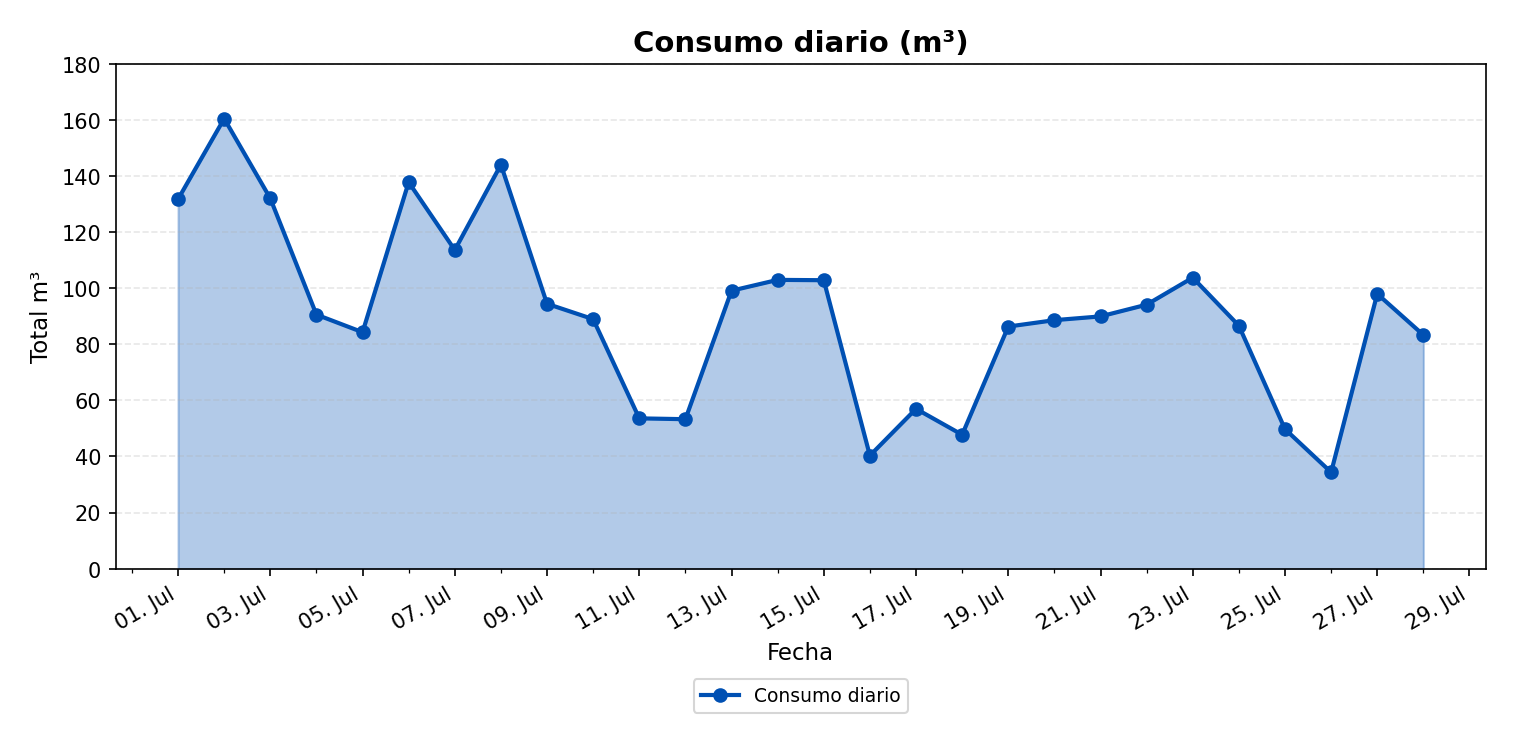 Consumo diario (m³)
180
160
140
120
100
80
60
40
20
0
Total m³
01. Jul
03. Jul
05. Jul
07. Jul
09. Jul
11. Jul
13. Jul
15. Jul
17. Jul
19. Jul
21. Jul
23. Jul
25. Jul
27. Jul
29. Jul
Fecha
Consumo diario